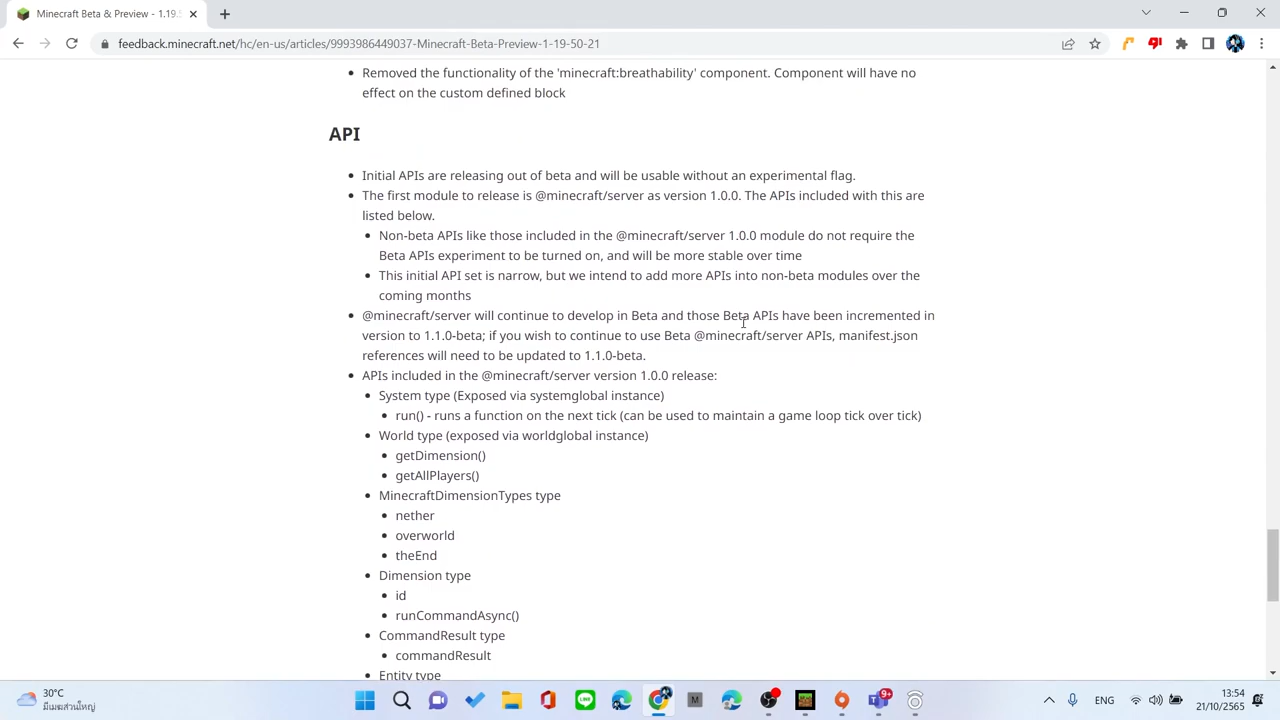 Minecraft Beta & Preview - 1.19.5
feedback.minecraft.net/hc/en-us/articles/9993986449037-Minecraft-Beta-Preview-1-19-50-21
Removed the functionality of the 'minecraft:breathability' component. Component will have no
effect on the custom defined block
API
Initial APIs are releasing out of beta and will be usable without an experimental flag.
The first module to release is @minecraft/server as version 1.0.0. The APIs included with this are
listed below.
Non-beta APIs like those included in the @minecraft/server 1.0.0 module do not require the
Beta APIs experiment to be turned on, and will be more stable over time
This initial API set is narrow, but we intend to add more APIs into non-beta modules over the
coming months
@minecraft/server will continue to develop in Beta and those Beta APIs have been incremented in
version to 1.1.0-beta; if you wish to continue to use Beta @minecraft/server APIs, manifest.json
references will need to be updated to 1.1.0-beta.
APIs included in the @minecraft/server version 1.0.0 release:
System type (Exposed via systemglobal instance)
run() - runs a function on the next tick (can be used to maintain a game loop tick over tick)
World type (exposed via worldglobal instance)
getDimension()
getAllPlayers()
MinecraftDimensionTypes type
nether
overworld
theEnd
Dimension type
id
runCommandAsync()
CommandResult type
commandResult
Entity type
30°C
มีเมฆส่วนใหญ่
LINE
M
9+
ENG
13:54
21/10/2565